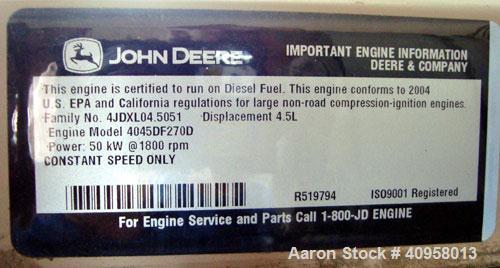 JOHN DEERE
IMPORTANT ENGINE INFORMATION
DEERE & COMPANY
This engine is certified to run on Diesel Fuel. This engine conforms to 2004
U.S. EPA and California regulations for large non-road compression-ignition engines.
Family No. 4JDXL04.5051 Displacement 4.5L
Engine Model 4045DF270D
Power: 50 kW @1800 rpm
CONSTANT SPEED ONLY
R519794 ISO9001 Registered
For Engine Service and Parts Call 1-800-JD ENGINE
Aaron Stock # 40958013